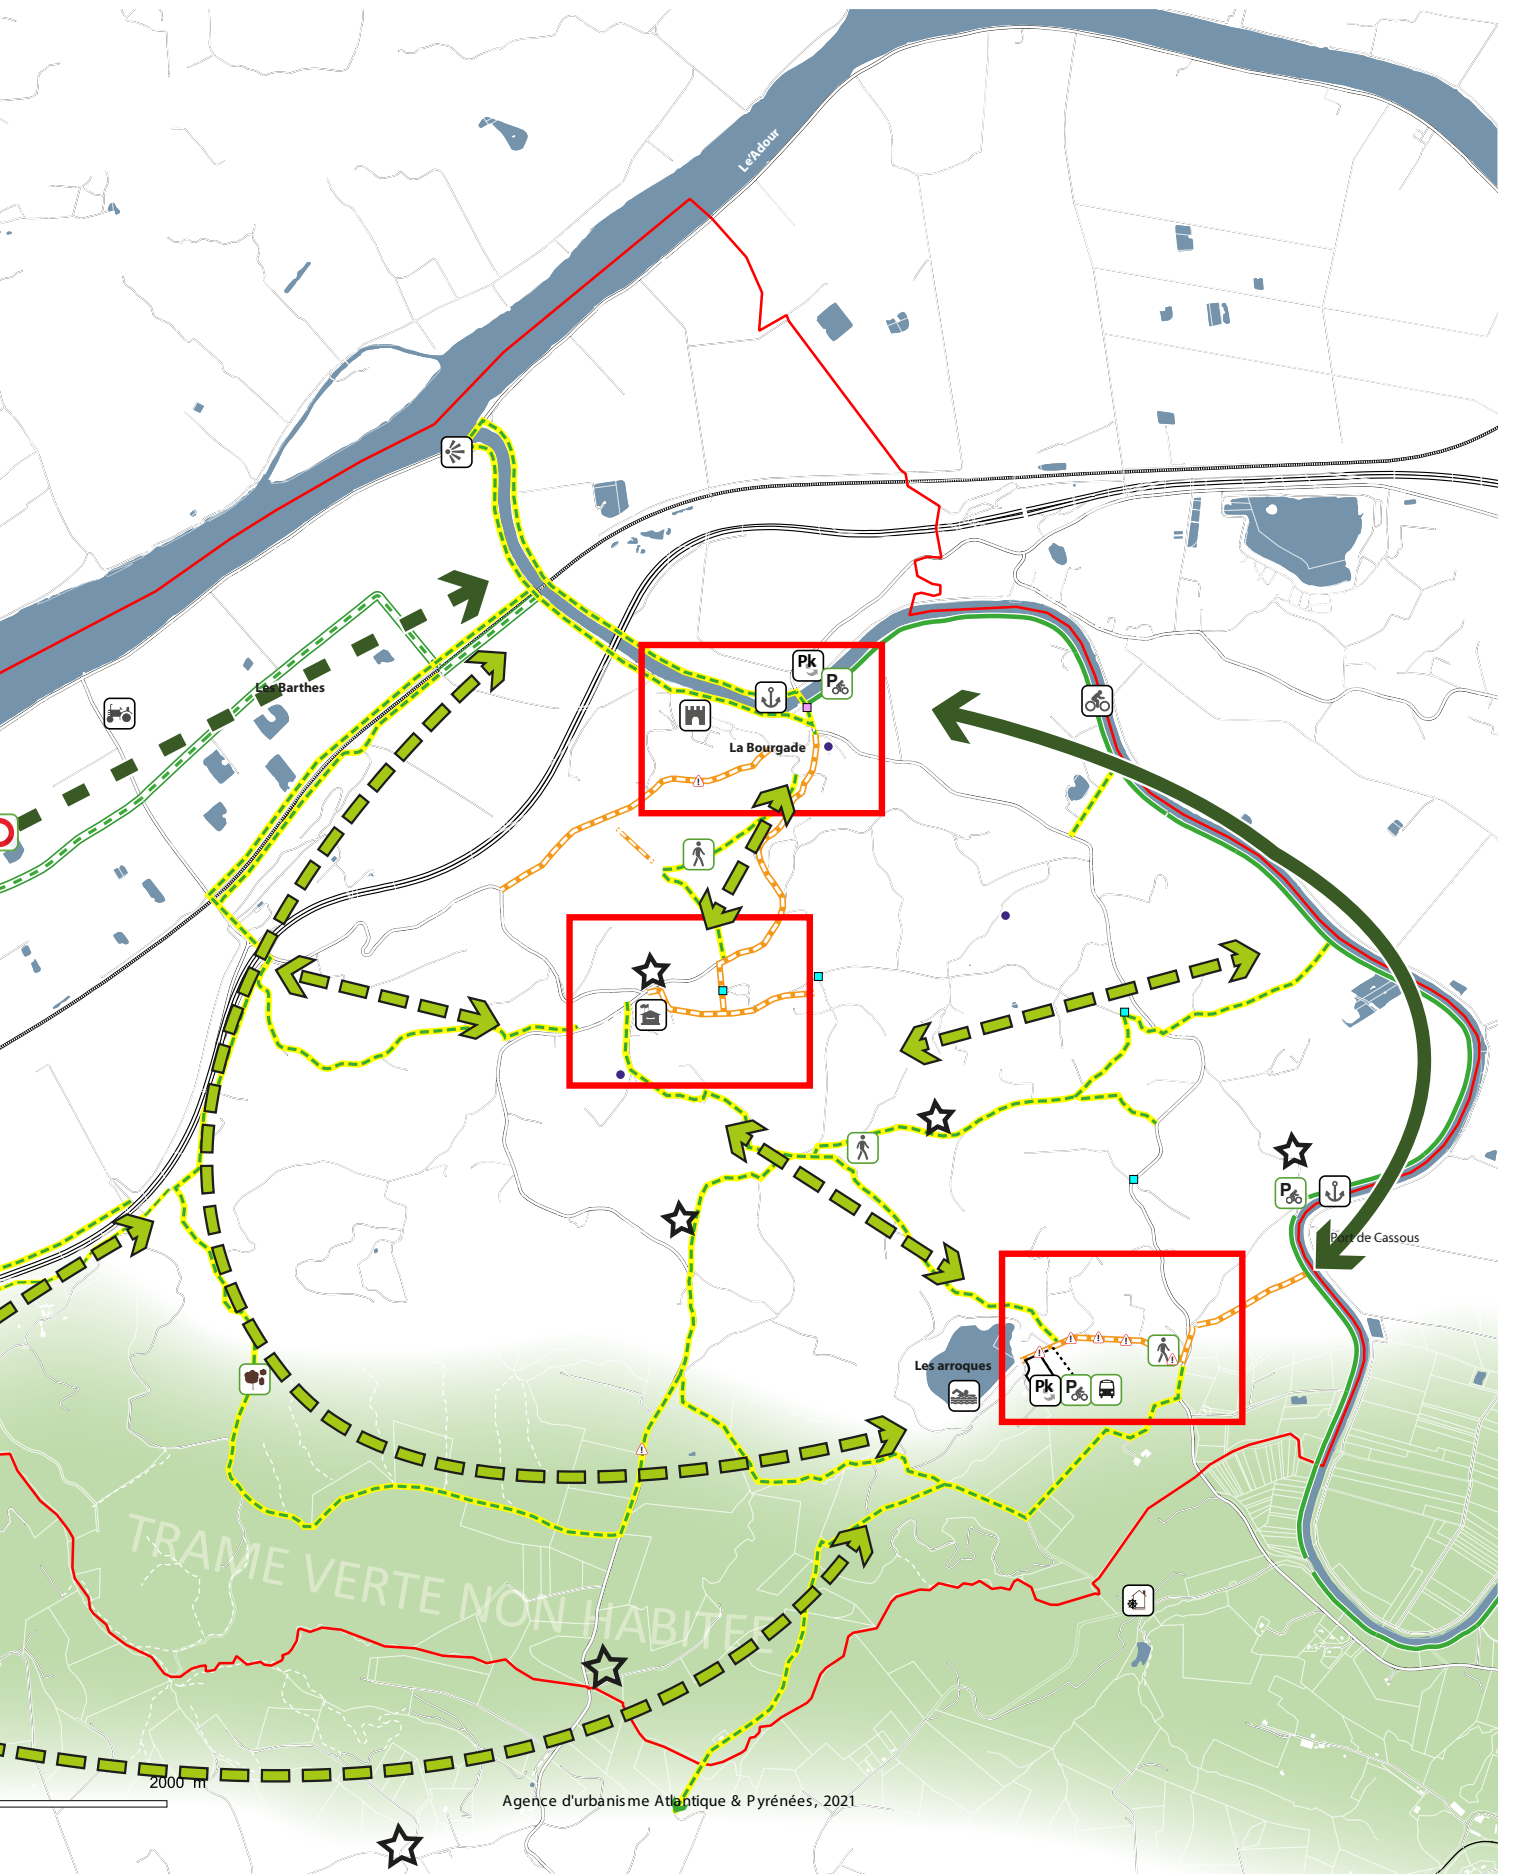 Le'Adour
Les Barthes
Pk
P
La Bourgade
P
Port de Cassous
Les arroques
Pk
P
TRAME VERTE NON HABITEE
2000 m
Agence d'urbanisme Atlantique & Pyrénées, 2021